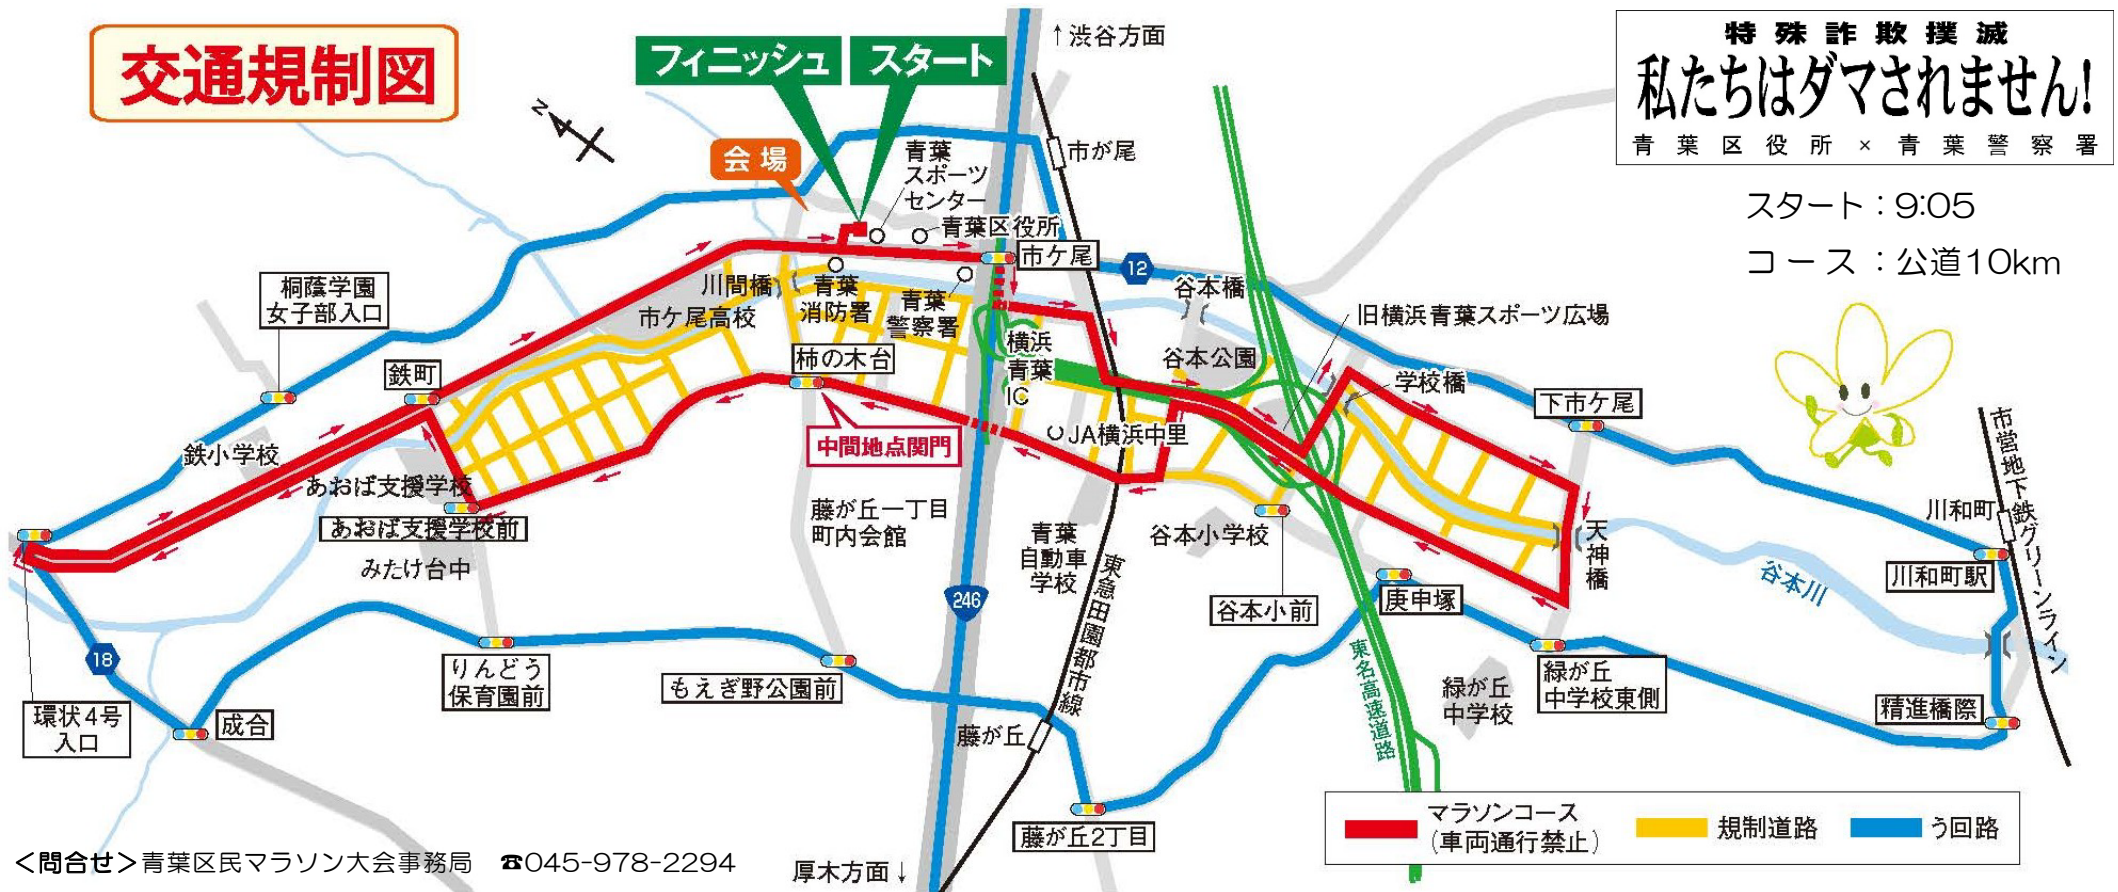 交通規制図
フィニッシュ
スタート
会場
↑渋谷方面
特殊詐欺撲滅
私たちはダマされません!
青葉区役所×青葉警察署
スタート：9:05
コース：公道10km
N
青葉
スポーツ
センター
青葉区役所
市が尾
市ケ尾
12
桐蔭学園
女子部入口
川間橋
市ケ尾高校
青葉
消防署
青葉
警察署
谷本橋
旧横浜青葉スポーツ広場
横浜
青葉
IC
谷本公園
鉄町
柿の木台
学校橋
下市ケ尾
中間地点関門
JA横浜中里
鉄小学校
あおば支援学校
あおば支援学校前
みたけ台中
藤が丘一丁目
町内会館
青葉
自動車
学校
谷本小学校
天神橋
川和町
市営地下鉄グリーンライン
川和町駅
谷本川
谷本小前
庚申塚
東急田園都市線
246
18
りんどう
保育園前
もえぎ野公園前
東名高速道路
緑が丘
中学校
緑が丘
中学校東側
精進橋際
環状4号
入口
成合
藤が丘
藤が丘2丁目
マラソンコース
(車両通行禁止)
規制道路
う回路
<問合せ>青葉区民マラソン大会事務局 ☎045-978-2294
厚木方面↓